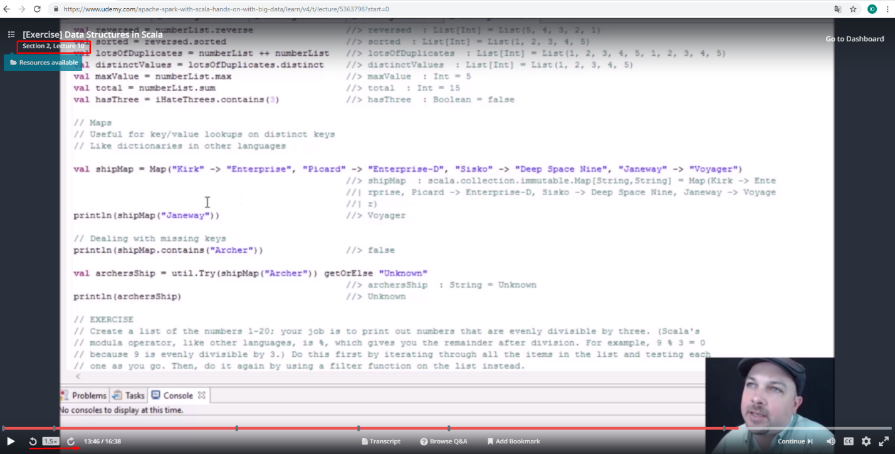 https://www.udemy.com/apache-spark-with-scala-hands-on-with-big-data/learn/v4/t/lecture/5363798?start=0
[Exercise] Data Structures in Scala
Section 2, Lecture 10
Go to Dashboard
Resources available
val reversed = numberList.reverse //> reversed : List[Int] = List(5, 4, 3, 2, 1)
val sorted = reversed.sorted //> sorted : List[Int] = List(1, 2, 3, 4, 5)
val lotsOfDuplicates = numberList ++ numberList //> lotsOfDuplicates : List[Int] = List(1, 2, 3, 4, 5, 1, 2, 3, 4, 5)
val distinctValues = lotsOfDuplicates.distinct //> distinctValues : List[Int] = List(1, 2, 3, 4, 5)
val maxValue = numberList.max //> maxValue : Int = 5
val total = numberList.sum //> total : Int = 15
val hasThree = iHateThrees.contains(3) //> hasThree : Boolean = false
// Maps
// Useful for key/value lookups on distinct keys
// Like dictionaries in other languages
val shipMap = Map("Kirk" -> "Enterprise", "Picard" -> "Enterprise-D", "Sisko" -> "Deep Space Nine", "Janeway" -> "Voyager")
//> shipMap : scala.collection.immutable.Map[String,String] = Map(Kirk -> Ente
//| rprise, Picard -> Enterprise-D, Sisko -> Deep Space Nine, Janeway -> Voyage
//| r)
println(shipMap("Janeway")) //> Voyager
// Dealing with missing keys
println(shipMap.contains("Archer")) //> false
val archersShip = util.Try(shipMap("Archer")) getOrElse "Unknown"
//> archersShip : String = Unknown
println(archersShip) //> Unknown
// EXERCISE
// Create a list of the numbers 1-20; your job is to print out numbers that are evenly divisible by three. (Scala's
// modula operator, like other languages, is %, which gives you the remainder after division. For example, 9 % 3 = 0
// because 9 is evenly divisible by 3.) Do this first by iterating through all the items in the list and testing each
// one as you go. Then, do it again by using a filter function on the list instead.
Problems Tasks Console
No consoles to display at this time.
1.5x 13:46 / 16:38 Transcript Browse Q&A Add Bookmark Continue